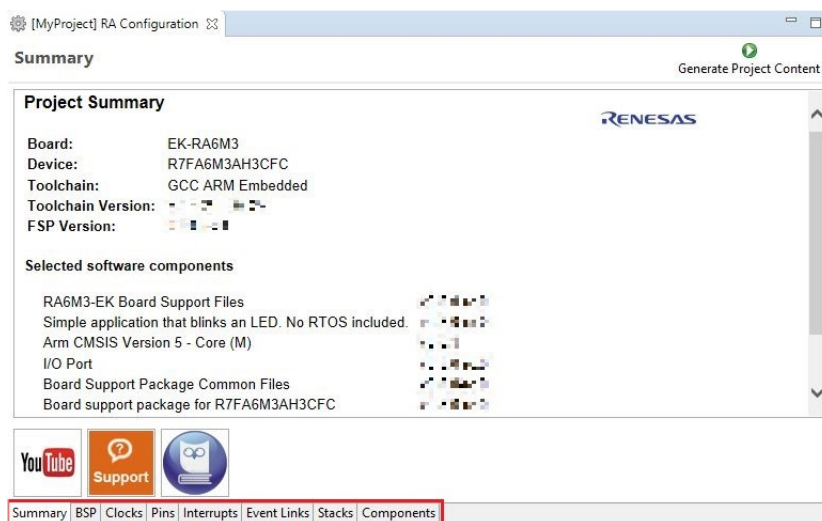 [MyProject] RA Configuration
Summary
Generate Project Content
Project Summary
RENESAS
Board: EK-RA6M3
Device: R7FA6M3AH3CFC
Toolchain: GCC ARM Embedded
Toolchain Version:
FSP Version:
Selected software components
RA6M3-EK Board Support Files
Simple application that blinks an LED. No RTOS included.
Arm CMSIS Version 5 - Core (M)
I/O Port
Board Support Package Common Files
Board support package for R7FA6M3AH3CFC
YouTube
Support
Summary BSP Clocks Pins Interrupts Event Links Stacks Components